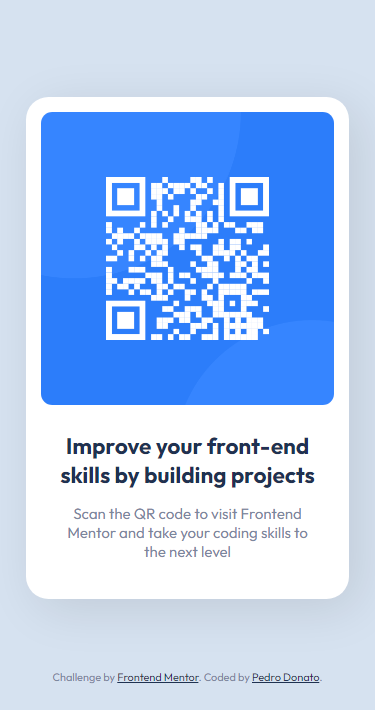 Improve your front-end
skills by building projects
Scan the QR code to visit Frontend
Mentor and take your coding skills to
the next level
Challenge by Frontend Mentor. Coded by Pedro Donato.